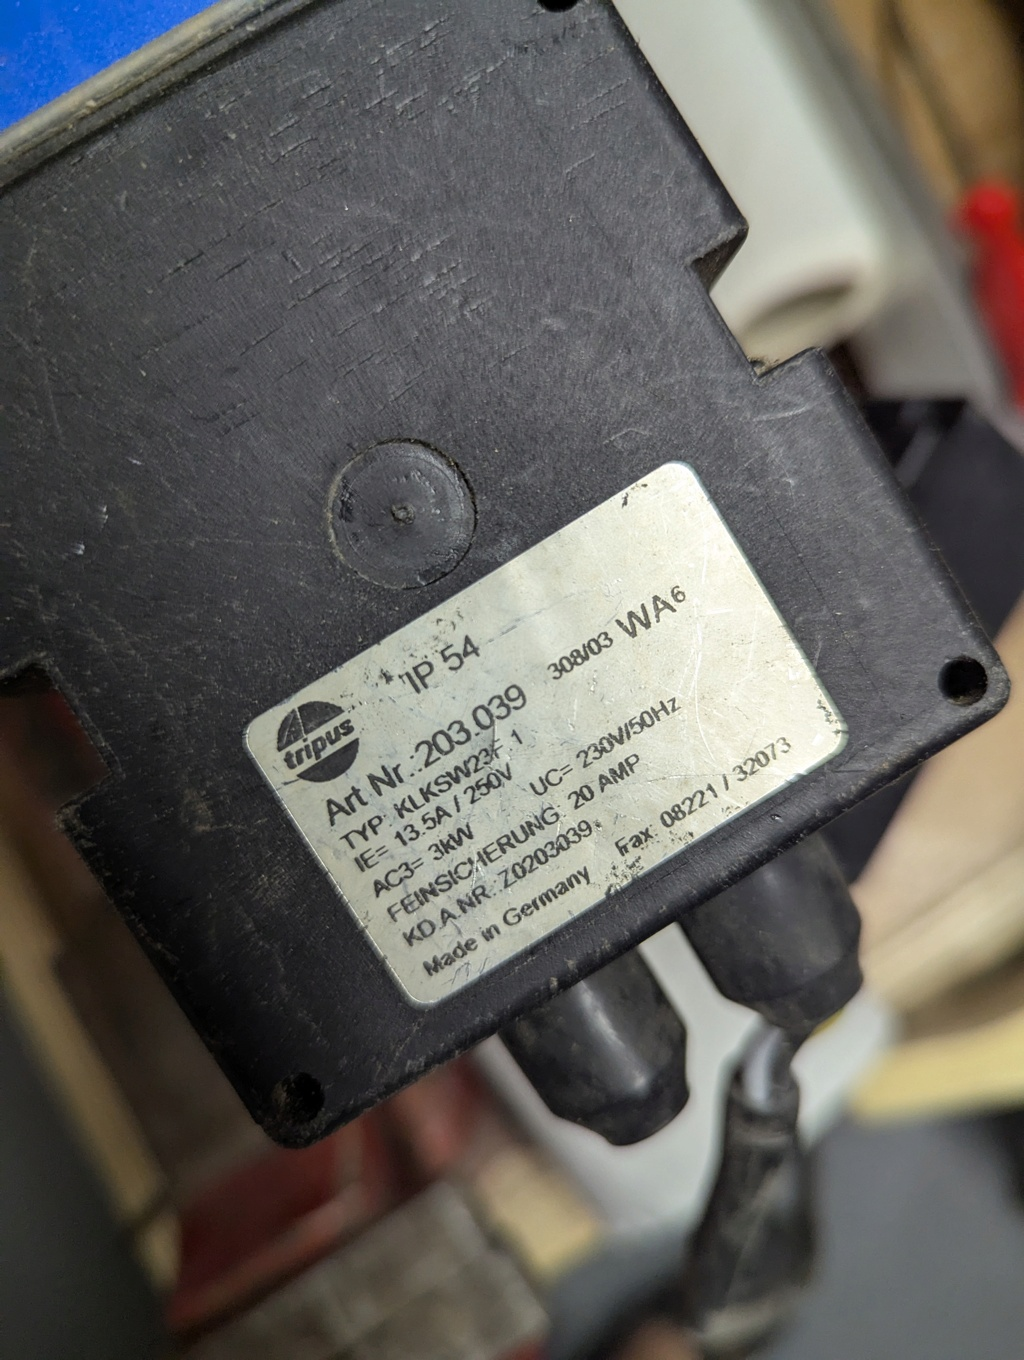 tripus
IP 54
Art Nr.:203.039 308/03 WA6
TYP KLKSW23F 1
IE= 13.5A / 250V UC= 230V/50Hz
AC3= 3kW
FEINSICHERUNG 20 AMP
KD.A.NR. Z0203039
Made in Germany Fax 08221 / 32073